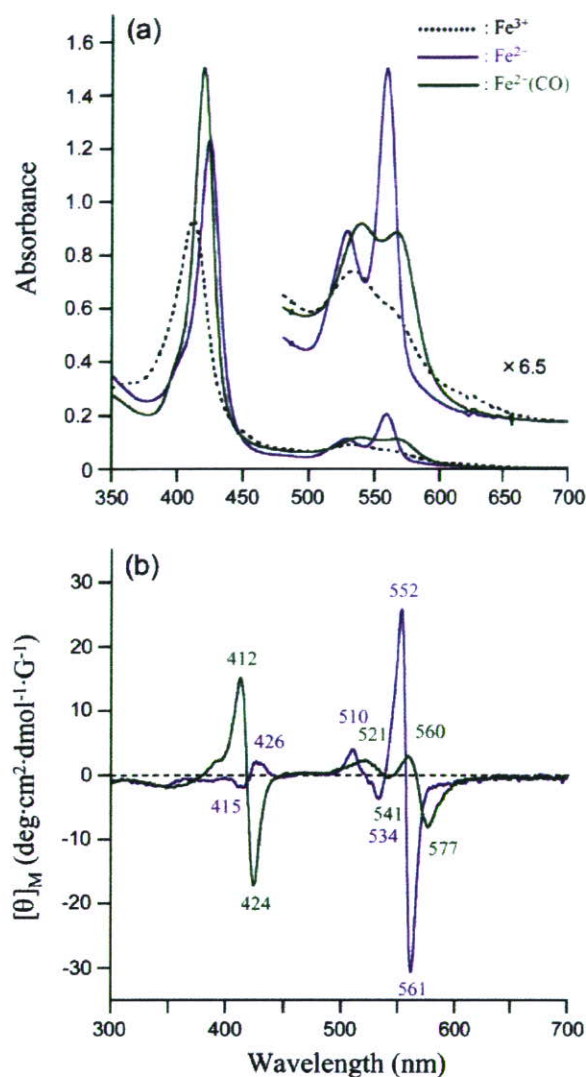 (a)
: Fe³⁺
: Fe²⁻
: Fe²⁻(CO)
1.6
1.4
1.2
1.0
0.8
0.6
0.4
0.2
0
Absorbance
×6.5
350 400 450 500 550 600 700
(b)
30
20
10
0
-10
-20
-30
[θ]M (deg·cm²·dmol⁻¹·G⁻¹)
552
412
510
426
521
560
415
541
534
577
424
561
300 400 500 600 700
Wavelength (nm)